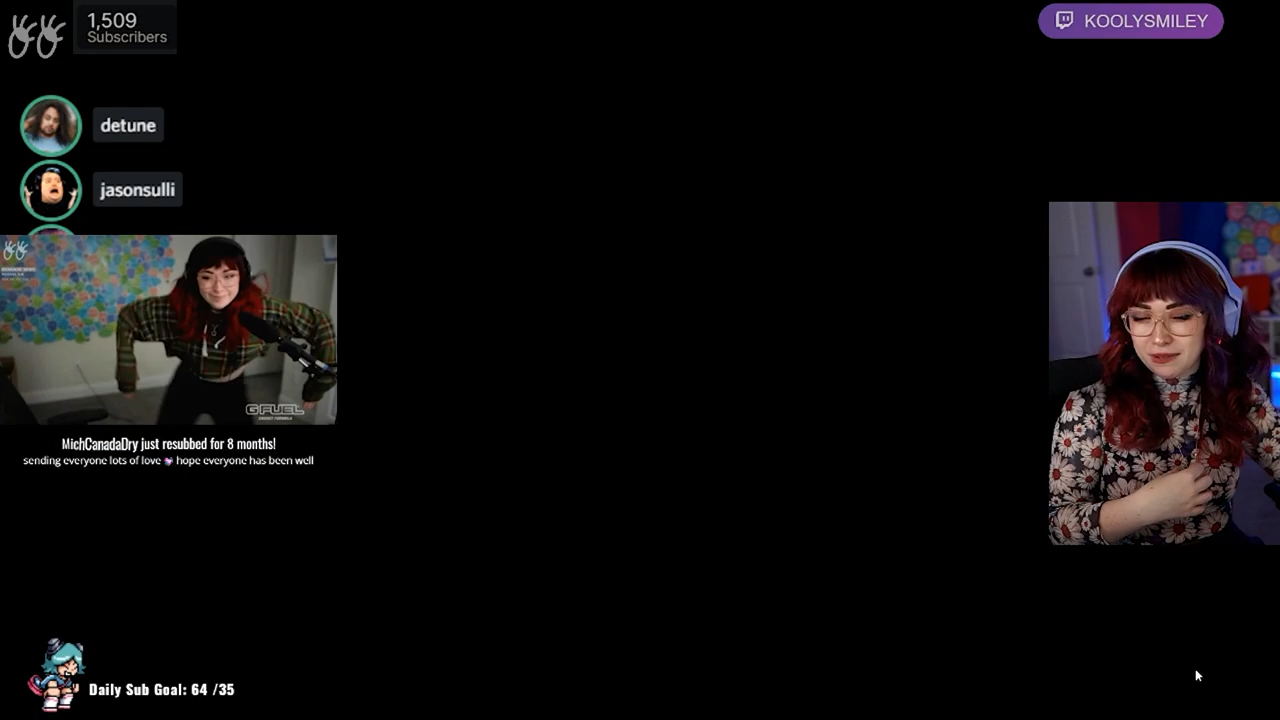 1,509
Subscribers
KOOLYSMILEY
detune
jasonsulli
G FUEL
MichCanadaDry just resubbed for 8 months!
sending everyone lots of love hope everyone has been well
Daily Sub Goal: 64 /35